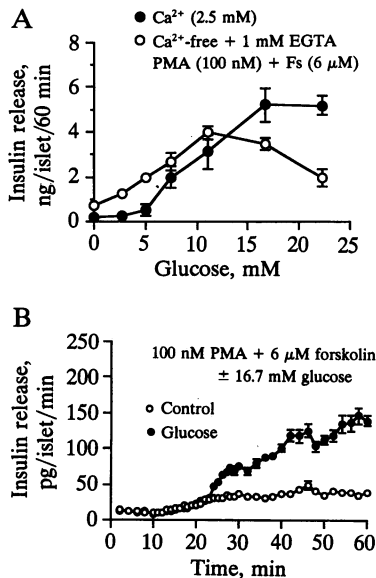 A
Ca²⁺ (2.5 mM)
Ca²⁺-free + 1 mM EGTA
PMA (100 nM) + Fs (6 μM)
Insulin release,
ng/islet/60 min
8
6
4
2
0
0 5 10 15 20 25
Glucose, mM
B
100 nM PMA + 6 μM forskolin
± 16.7 mM glucose
Control
Glucose
Insulin release,
pg/islet/min
250
200
150
100
50
0
0 10 20 30 40 50 60
Time, min